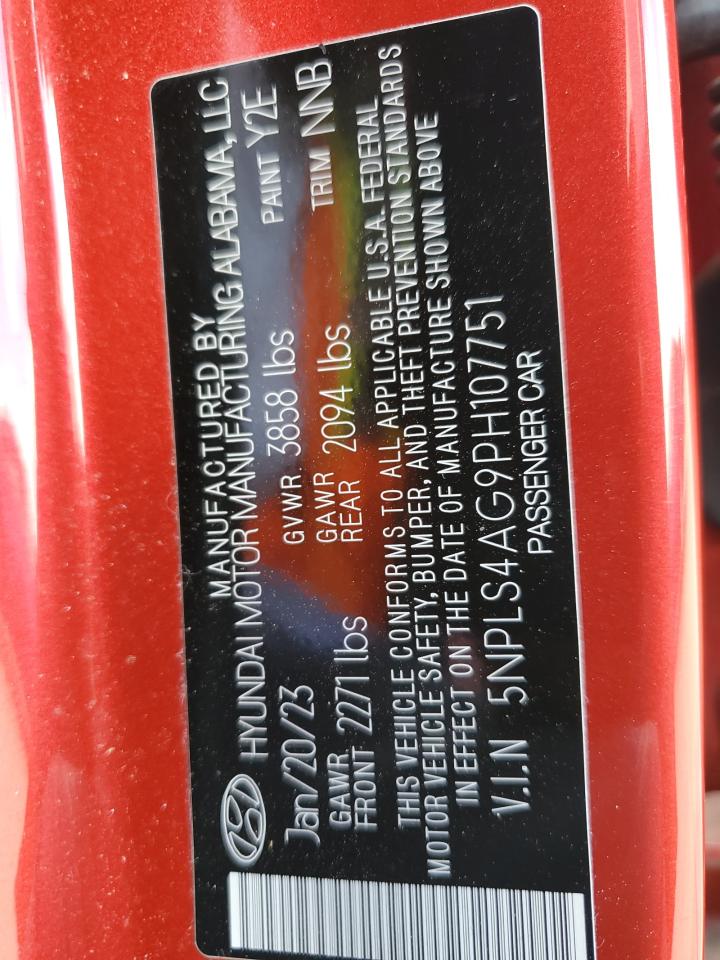 MANUFACTURED BY
HYUNDAI MOTOR MANUFACTURING ALABAMA, LLC
Jan/20/23 GVWR 3858 lbs PAINT Y2E
GAWR FRONT 2271 lbs GAWR REAR 2094 lbs TRIM NNB
THIS VEHICLE CONFORMS TO ALL APPLICABLE U.S.A. FEDERAL
MOTOR VEHICLE SAFETY, BUMPER, AND THEFT PREVENTION STANDARDS
IN EFFECT ON THE DATE OF MANUFACTURE SHOWN ABOVE
V.I.N 5NPLS4AG9PH107751
PASSENGER CAR